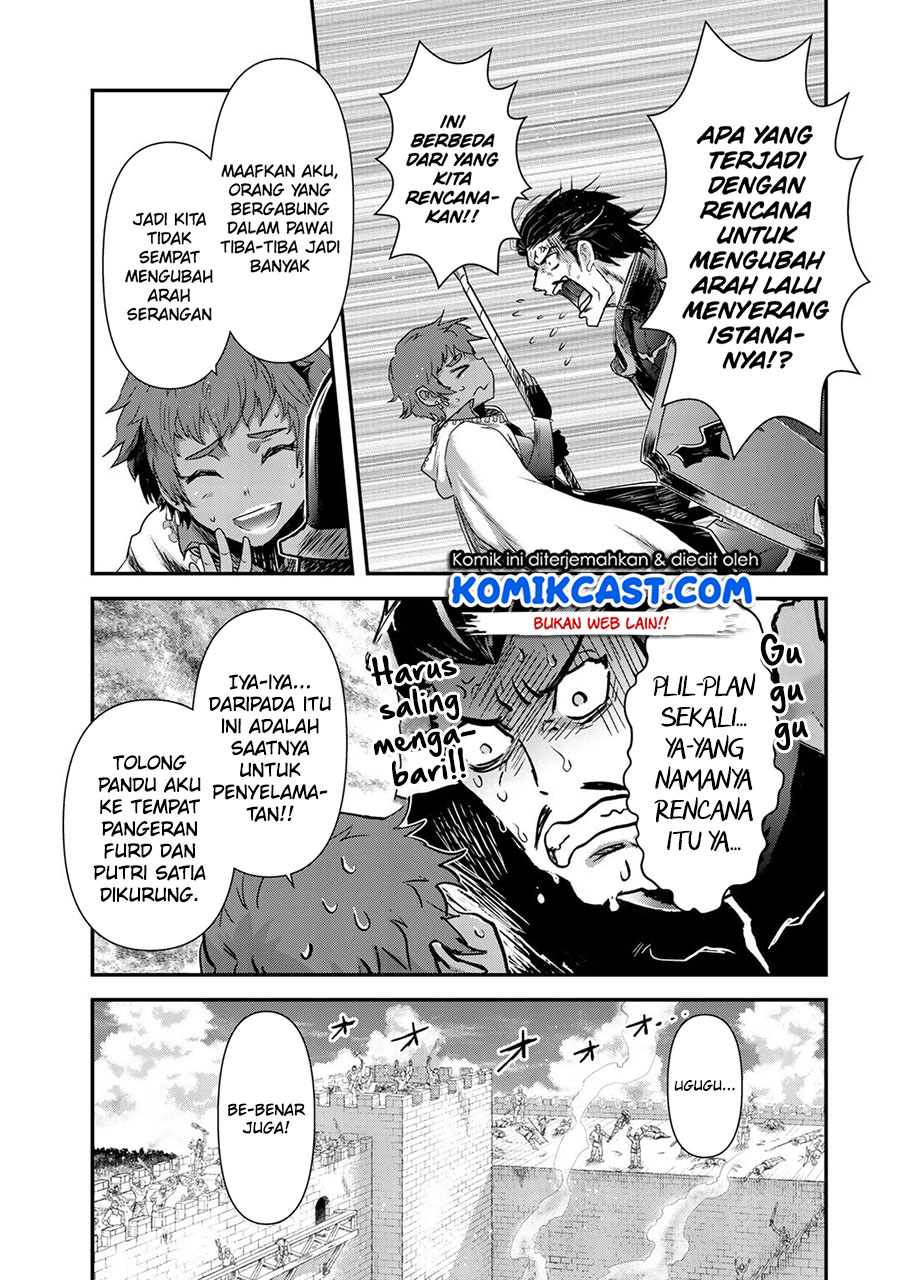 APA YANG
TERJADI
DENGAN
RENCANA
UNTUK
MENGUBAH
ARAH LALU
MENYERANG
ISTANA-
NYA!?
INI
BERBEDA
DARI YANG
KITA
RENCANA-
KAN!!
MAAFKAN AKU,
ORANG YANG
BERGABUNG
DALAM PAWAI
TIBA-TIBA JADI
BANYAK
JADI KITA
TIDAK
SEMPAT
MENGUBAH
ARAH
SERANGAN
Komik ini diterjemahkan & diedit oleh
KOMIKCAST.COM
BUKAN WEB LAIN!!
Gu
gu
gu
PLIL-PLAN
SEKALI...
YA-YANG
NAMANYA
RENCANA
ITU YA...
Harus
saling
menga-
bari!!
IYA-IYA...
DARIPADA ITU
INI ADALAH
SAATNYA
UNTUK
PENYELAMA-
TAN!!
TOLONG
PANDU AKU
KE TEMPAT
PANGERAN
FURD DAN
PUTRI SATIA
DIKURUNG.
UGUGU...
オオオオ...
BE-BENAR
JUGA!